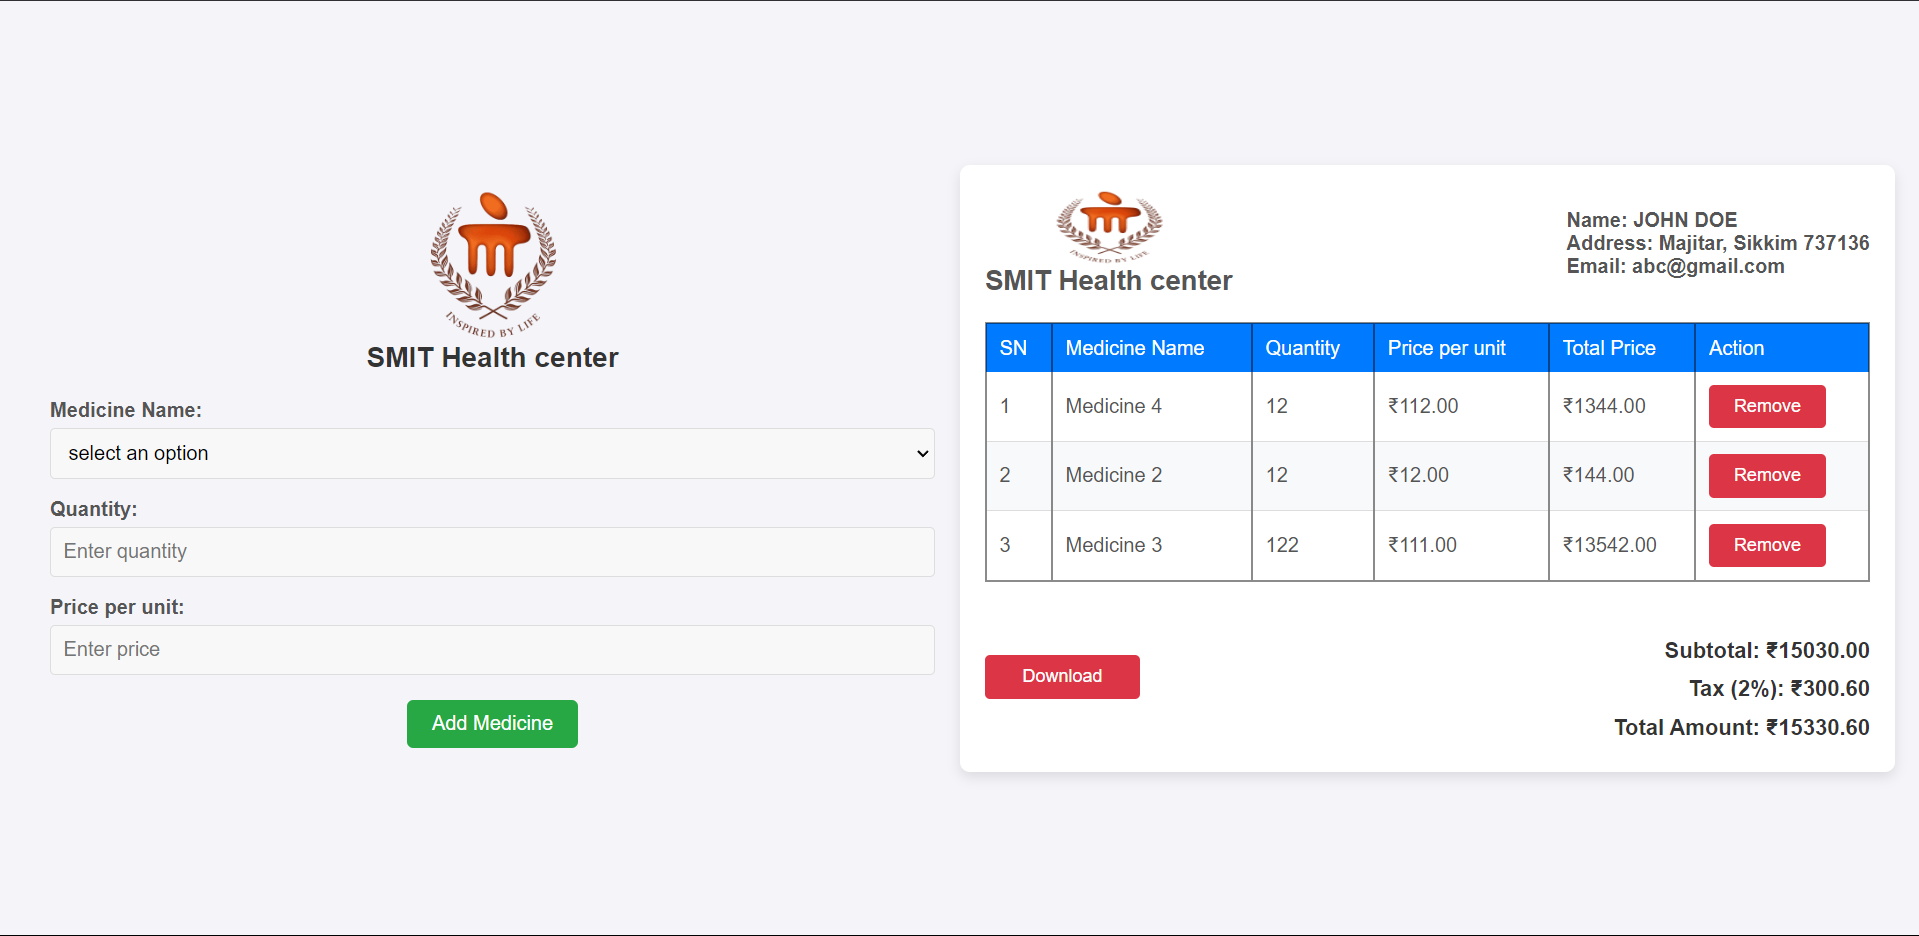 INSPIRED BY LIFE
SMIT Health center
Medicine Name:
select an option
Quantity:
Enter quantity
Price per unit:
Enter price
Add Medicine
INSPIRED BY LIFE
SMIT Health center
Name: JOHN DOE
Address: Majitar, Sikkim 737136
Email: abc@gmail.com
SN Medicine Name Quantity Price per unit Total Price Action
1 Medicine 4 12 ₹112.00 ₹1344.00 Remove
2 Medicine 2 12 ₹12.00 ₹144.00 Remove
3 Medicine 3 122 ₹111.00 ₹13542.00 Remove
Download
Subtotal: ₹15030.00
Tax (2%): ₹300.60
Total Amount: ₹15330.60